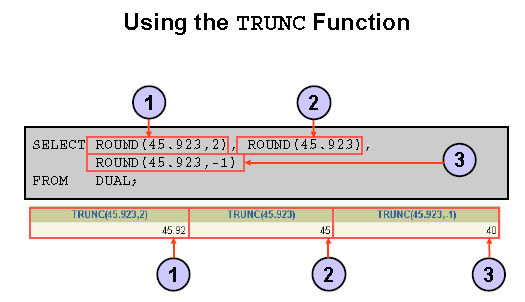 Using the TRUNC Function
1 2
SELECT ROUND(45.923,2), ROUND(45.923),
ROUND(45.923,-1) 3
FROM DUAL;
TRUNC(45.923,2) TRUNC(45.923) TRUNC(45.923,-1)
45.92 45 40
1 2 3